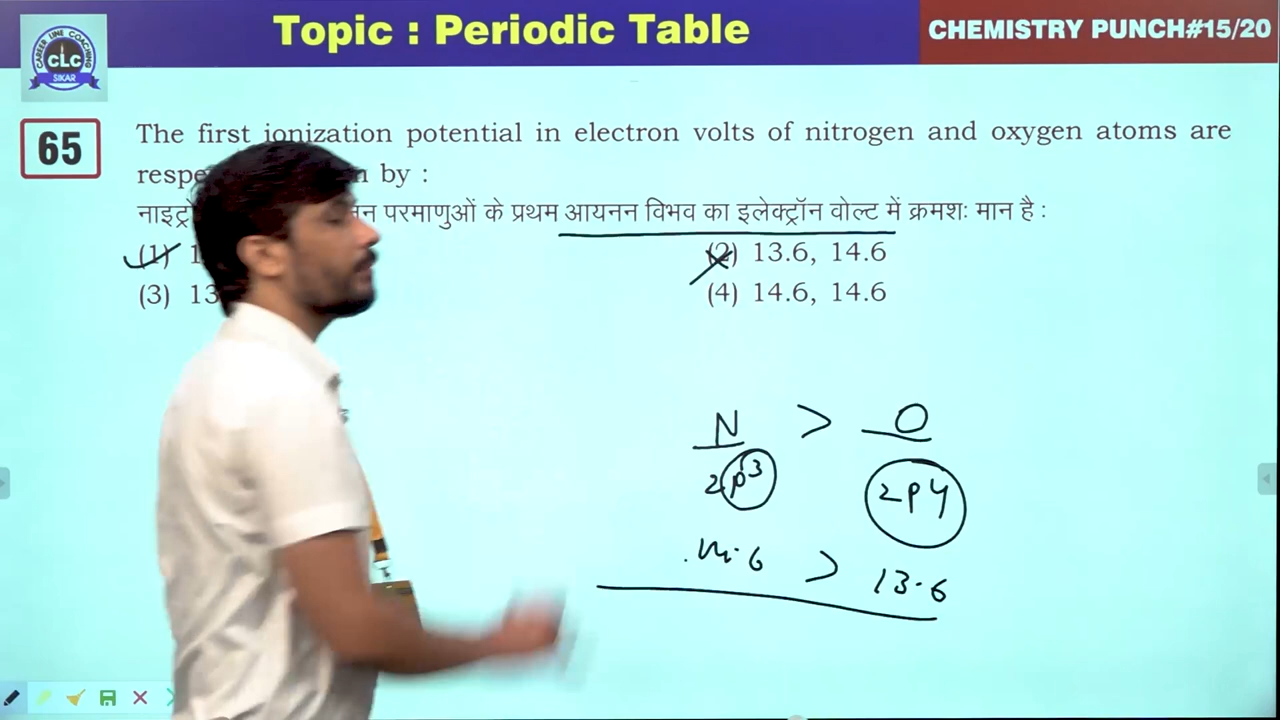 Topic : Periodic Table
CHEMISTRY PUNCH#15/20
CAREER LINE COACHING
CLC
SIKAR
65
The first ionization potential in electron volts of nitrogen and oxygen atoms are
by :
परमाणुओं के प्रथम आयनन विभव का इलेक्ट्रॉन वोल्ट में क्रमशः मान है :
(1)
(2) 13.6, 14.6
(3) 13
(4) 14.6, 14.6
N > O
2p3 2p4
14.6 > 13.6